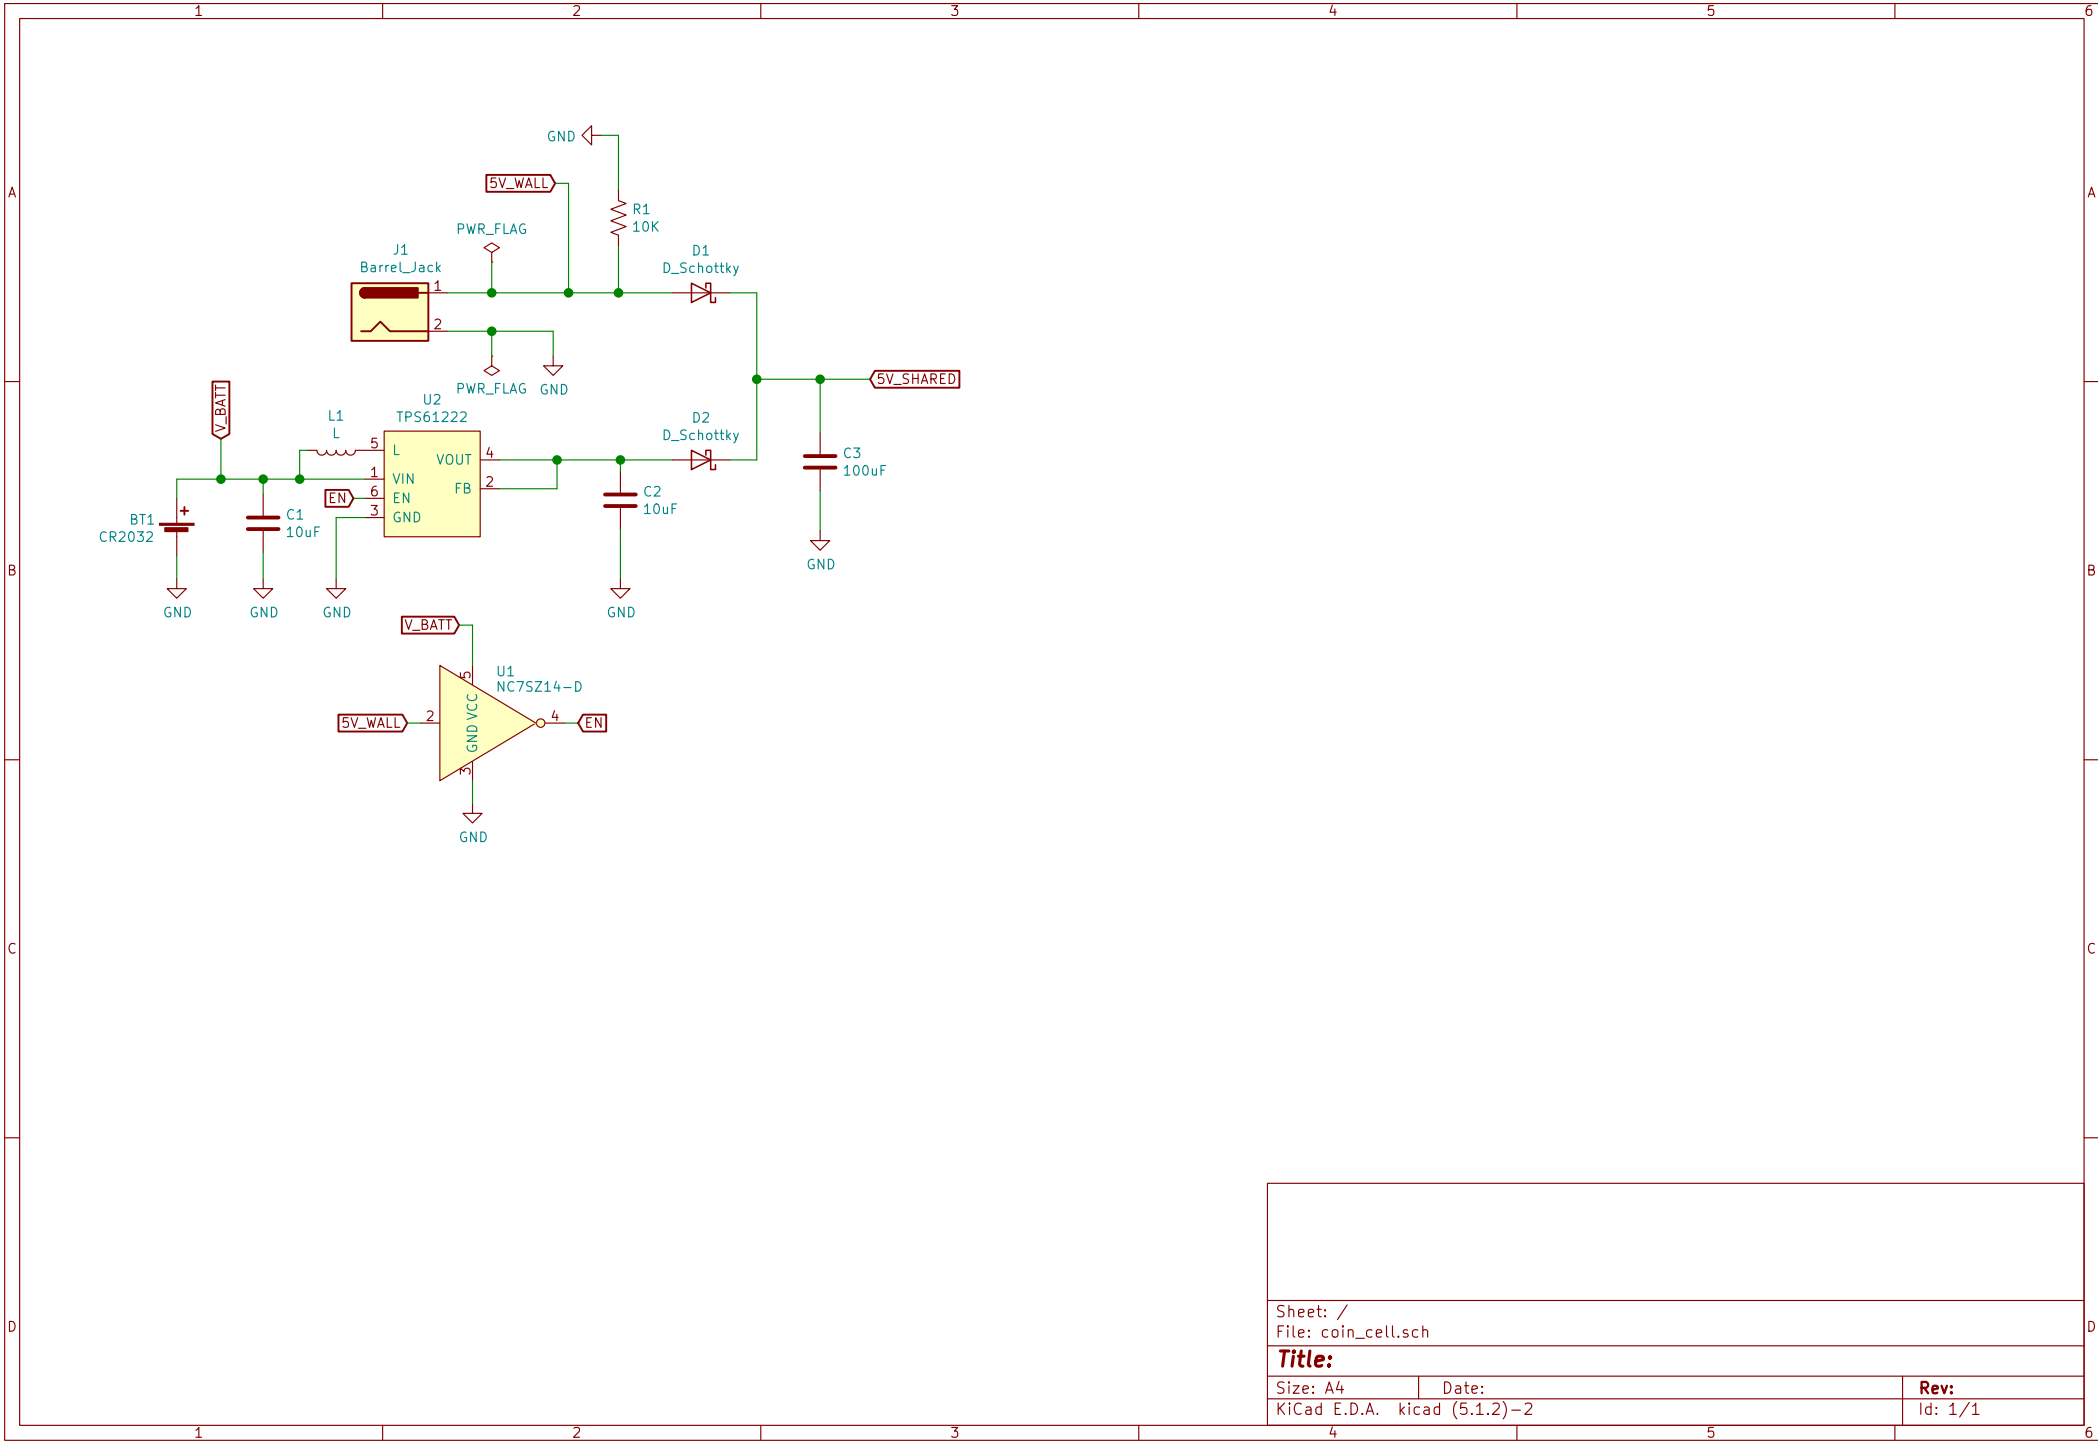 1 2 3 4 5 6
A A
B B
C C
D D
GND
5V_WALL
R1
10K
PWR_FLAG
J1
Barrel_Jack
1
2
D1
D_Schottky
PWR_FLAG
GND
5V_SHARED
V_BATT
L1
L
U2
TPS61222
5 L
1 VIN
6 EN
3 GND
VOUT 4
FB 2
EN
D2
D_Schottky
C3
100uF
GND
C2
10uF
GND
BT1
CR2032
+
C1
10uF
GND
GND
GND
V_BATT
U1
NC7SZ14-D
5
VCC
5V_WALL
2
4
EN
GND
3
GND
Sheet: /
File: coin_cell.sch
Title:
Size: A4
Date:
Rev:
KiCad E.D.A. kicad (5.1.2)-2
Id: 1/1
1 2 3 4 5 6